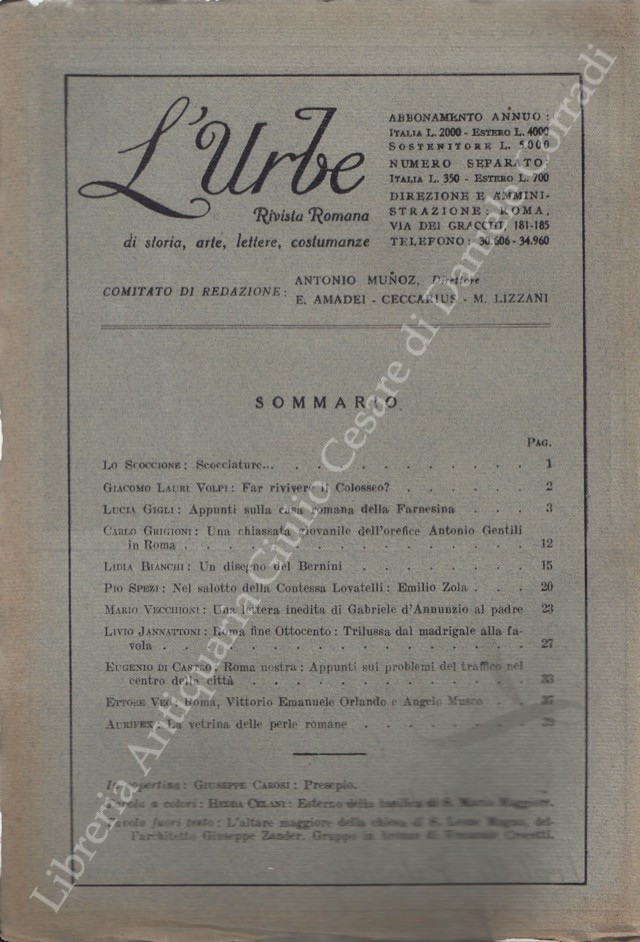 L'Urbe
Rivista Romana
di storia, arte, lettere, costumanze
ABBONAMENTO ANNUO:
ITALIA L. 2000 - ESTERO L. 4000
SOSTENITORE L. 5000
NUMERO SEPARATO:
ITALIA L. 350 - ESTERO L. 700
DIREZIONE E AMMINI-
STRAZIONE: ROMA,
VIA DEI GRACCHI, 181-185
TELEFONO: 30.606 - 34.960
COMITATO DI REDAZIONE:
ANTONIO MUÑOZ, Direttore
E. AMADEI - CECCARIUS - M. LIZZANI
SOMMARIO
PAG.
LO SCOCCIONE: Scocciature... 1
GIACOMO LAURI VOLPI: Far rivivere il Colosseo? 2
LUCIA GIGLI: Appunti sulla casa romana della Farnesina 3
CARLO GRIGIONI: Una chiassata giovanile dell'orefice Antonio Gentili
in Roma 12
LIDIA BIANCHI: Un disegno del Bernini 15
PIO SPEZI: Nel salotto della Contessa Lovatelli: Emilio Zola 20
MARIO VECCHIONI: Una lettera inedita di Gabriele d'Annunzio al padre 23
LIVIO JANNATTONI: Roma fine Ottocento: Trilussa dal madrigale alla fa-
vola 27
EUGENIO DI CASTRO: Roma nostra: Appunti sui problemi del traffico nel
centro della città 33
ETTORE VEO: Roma, Vittorio Emanuele Orlando e Angelo Musco
AURIFEX: La vetrina delle perle romane
In copertina: GIUSEPPE CAROSI: Presepio.
Tavola a colori: HELDA CELANI: Esterno della basilica di S. Maria Maggiore.
Tavole fuori testo: L'altare maggiore della chiesa di S. Leone Magno, del-
l'architetto Giuseppe Zander. Gruppo in bronzo di Venanzo Crocetti.
Libreria Antiquaria Giulio Cesare di Daniele Corradi